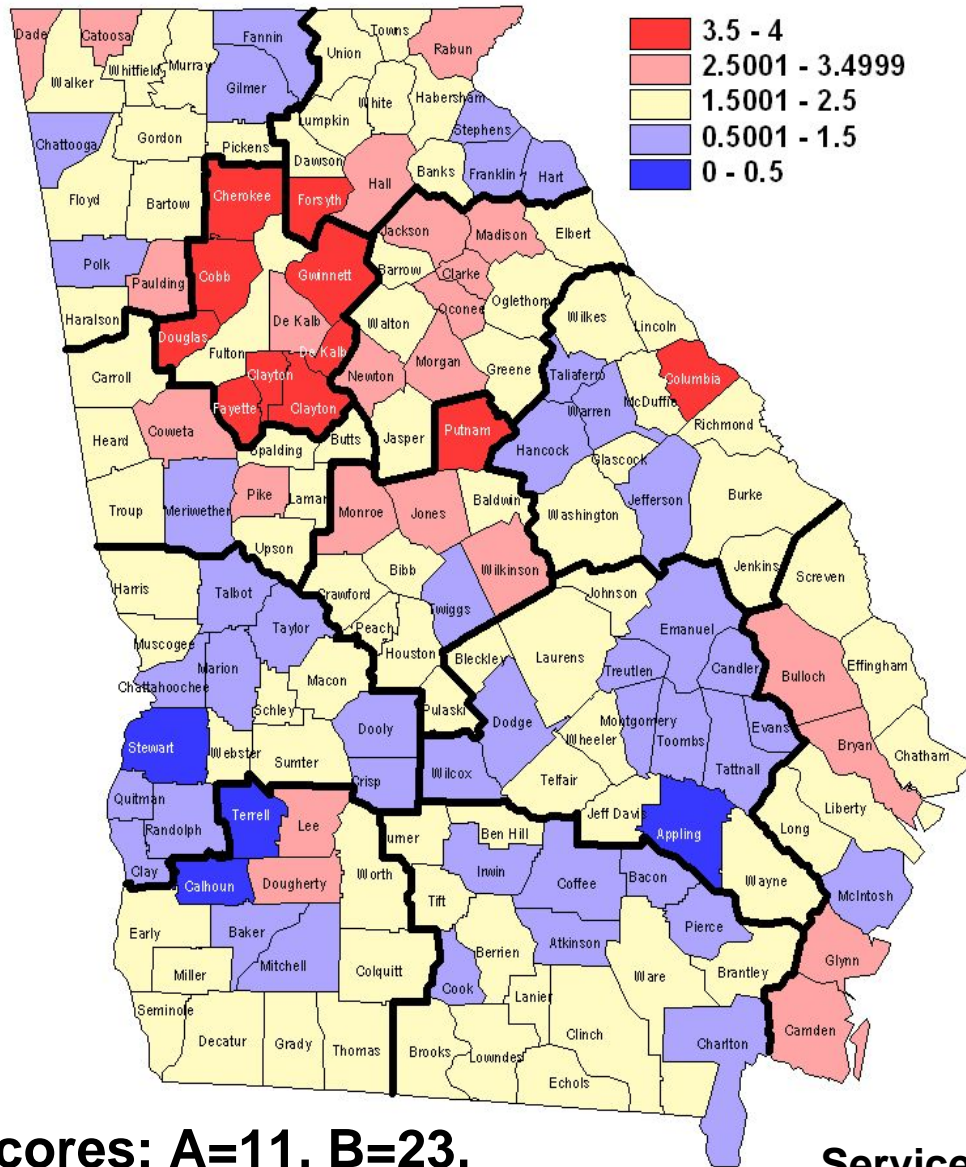 3.5 - 4
2.5001 - 3.4999
1.5001 - 2.5
0.5001 - 1.5
0 - 0.5
Dade
Catoosa
Fannin
Union
Towns
Rabun
Walker
Whitfield
Murray
Gilmer
White
Habersham
Lumpkin
Stephens
Chattooga
Gordon
Pickens
Dawson
Hall
Banks
Franklin
Hart
Floyd
Bartow
Cherokee
Forsyth
Jackson
Madison
Elbert
Polk
Paulding
Cobb
Gwinnett
Barrow
Clarke
Oconee
Oglethorp
Haralson
Douglas
Fulton
De Kalb
De Kalb
Walton
Wilkes
Lincoln
Carroll
Clayton
Newton
Morgan
Greene
Taliaferro
Columbia
Fayette
Clayton
Warren
McDuffie
Heard
Coweta
Spalding
Butts
Jasper
Putnam
Hancock
Glascock
Richmond
Troup
Meriwether
Pike
Lamar
Monroe
Jones
Baldwin
Washington
Jefferson
Burke
Upson
Bibb
Wilkinson
Jenkins
Screven
Harris
Talbot
Crawford
Twiggs
Johnson
Taylor
Peach
Houston
Bleckley
Laurens
Emanuel
Muscogee
Marion
Macon
Treutlen
Candler
Bulloch
Effingham
Chattahoochee
Schley
Pulaski
Dodge
Montgomery
Dooly
Wheeler
Toombs
Evans
Bryan
Chatham
Stewart
Webster
Sumter
Crisp
Wilcox
Telfair
Tattnall
Quitman
Randolph
Terrell
Lee
Turner
Ben Hill
Jeff Davis
Appling
Long
Liberty
Clay
Calhoun
Dougherty
Worth
Irwin
Coffee
Bacon
Wayne
McIntosh
Early
Baker
Mitchell
Tift
Pierce
Miller
Colquitt
Berrien
Atkinson
Ware
Brantley
Glynn
Seminole
Cook
Lanier
Decatur
Grady
Thomas
Brooks
Lowndes
Clinch
Charlton
Camden
Echols
cores: A=11, B=23,
Service